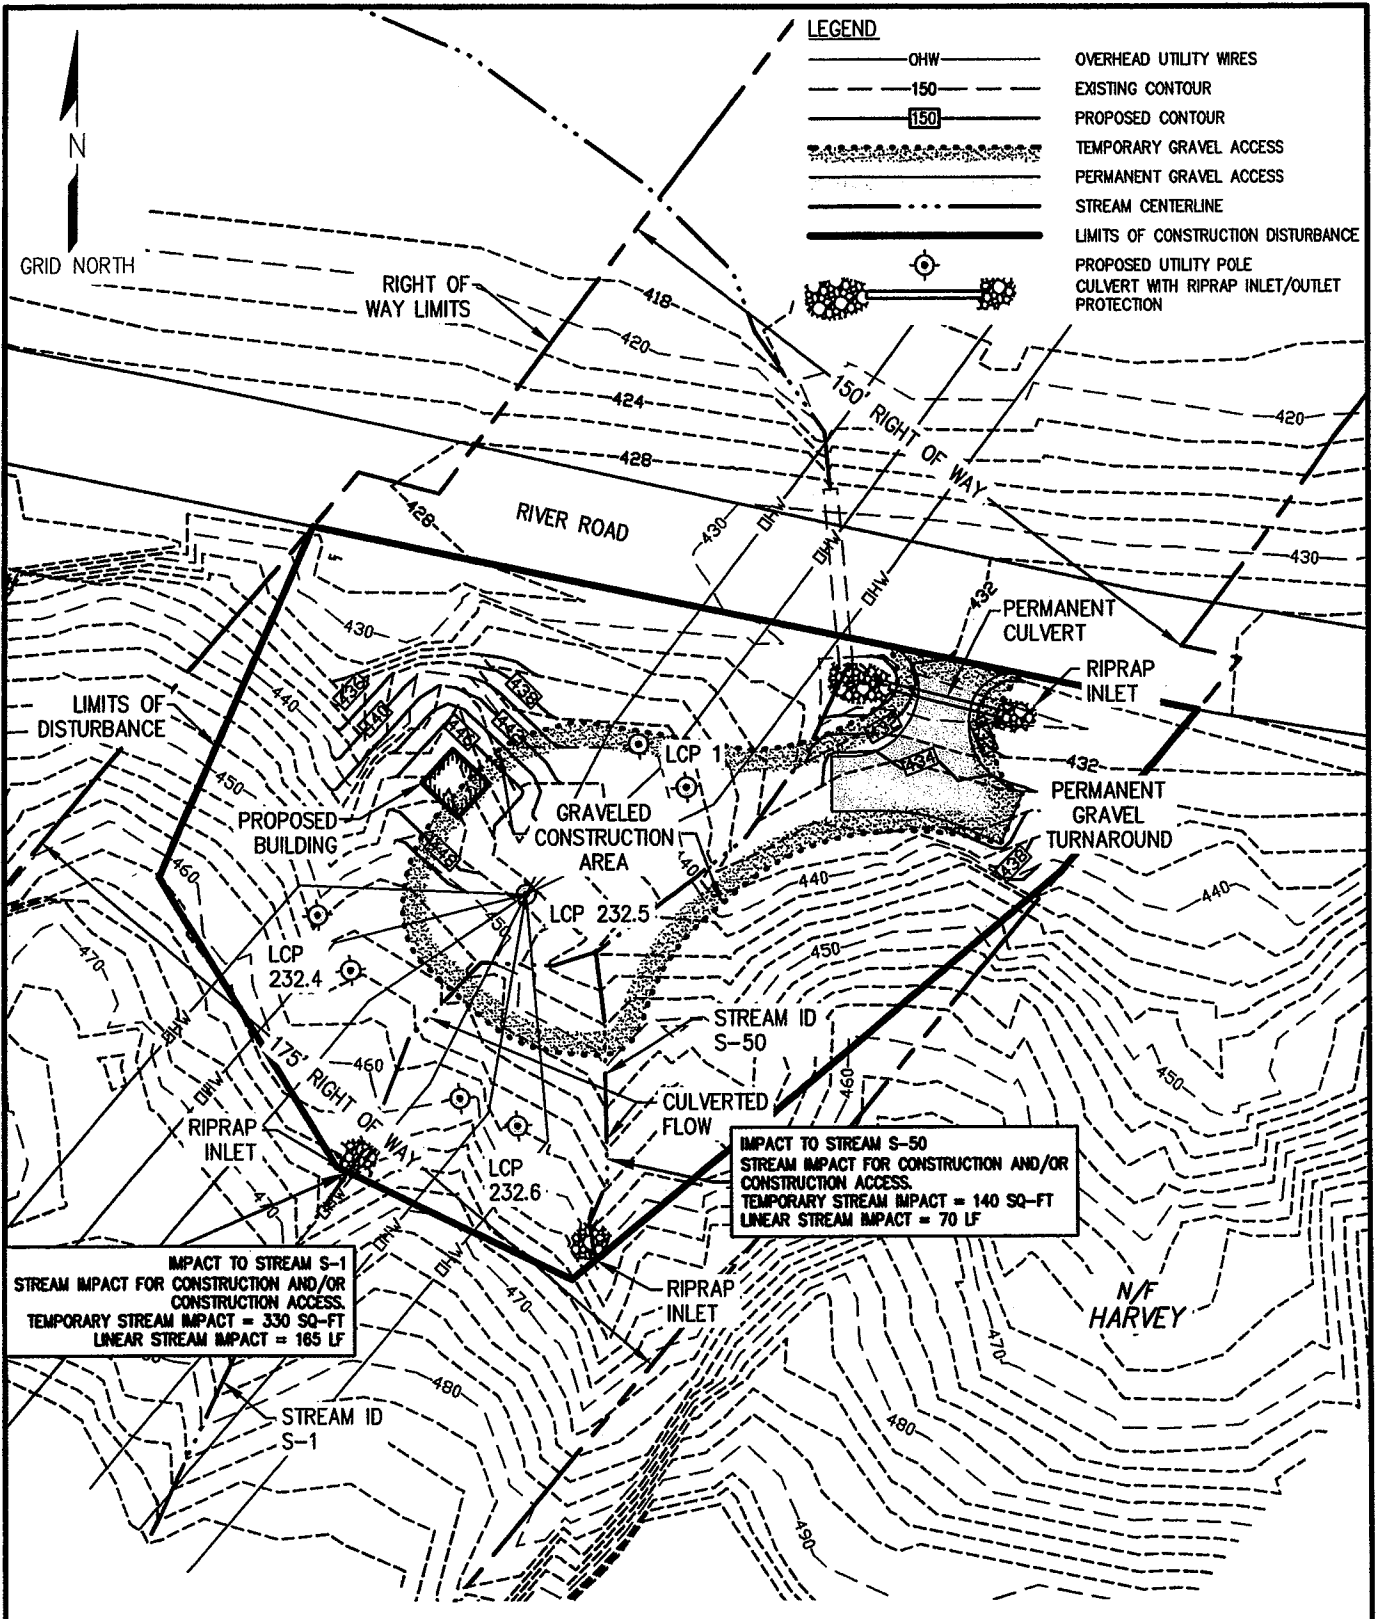 LEGEND
OHW OVERHEAD UTILITY WIRES
150 EXISTING CONTOUR
150 PROPOSED CONTOUR
TEMPORARY GRAVEL ACCESS
PERMANENT GRAVEL ACCESS
STREAM CENTERLINE
LIMITS OF CONSTRUCTION DISTURBANCE
PROPOSED UTILITY POLE
CULVERT WITH RIPRAP INLET/OUTLET
PROTECTION
N
GRID NORTH
RIGHT OF
WAY LIMITS
418
420
424
428
428
150' RIGHT OF WAY
420
RIVER ROAD
430
OHW
OHW
OHW
430
432
PERMANENT
CULVERT
RIPRAP
INLET
430
440
LIMITS OF
DISTURBANCE
436
440
438
LCP 1
434
432
450
PROPOSED
BUILDING
GRAVELED
CONSTRUCTION
AREA
PERMANENT
GRAVEL
TURNAROUND
460
440
440
440
450
LCP 232.5
450
470
LCP
232.4
OHW
OHW
175' RIGHT OF WAY
460
STREAM ID
S-50
460
450
RIPRAP
INLET
CULVERTED
FLOW
LCP
232.6
IMPACT TO STREAM S-50
STREAM IMPACT FOR CONSTRUCTION AND/OR
CONSTRUCTION ACCESS.
TEMPORARY STREAM IMPACT = 140 SQ-FT
LINEAR STREAM IMPACT = 70 LF
470
OHW
OHW
OHW
IMPACT TO STREAM S-1
STREAM IMPACT FOR CONSTRUCTION AND/OR
CONSTRUCTION ACCESS.
TEMPORARY STREAM IMPACT = 330 SQ-FT
LINEAR STREAM IMPACT = 165 LF
470
RIPRAP
INLET
N/F
HARVEY
470
480
STREAM ID
S-1
480
490